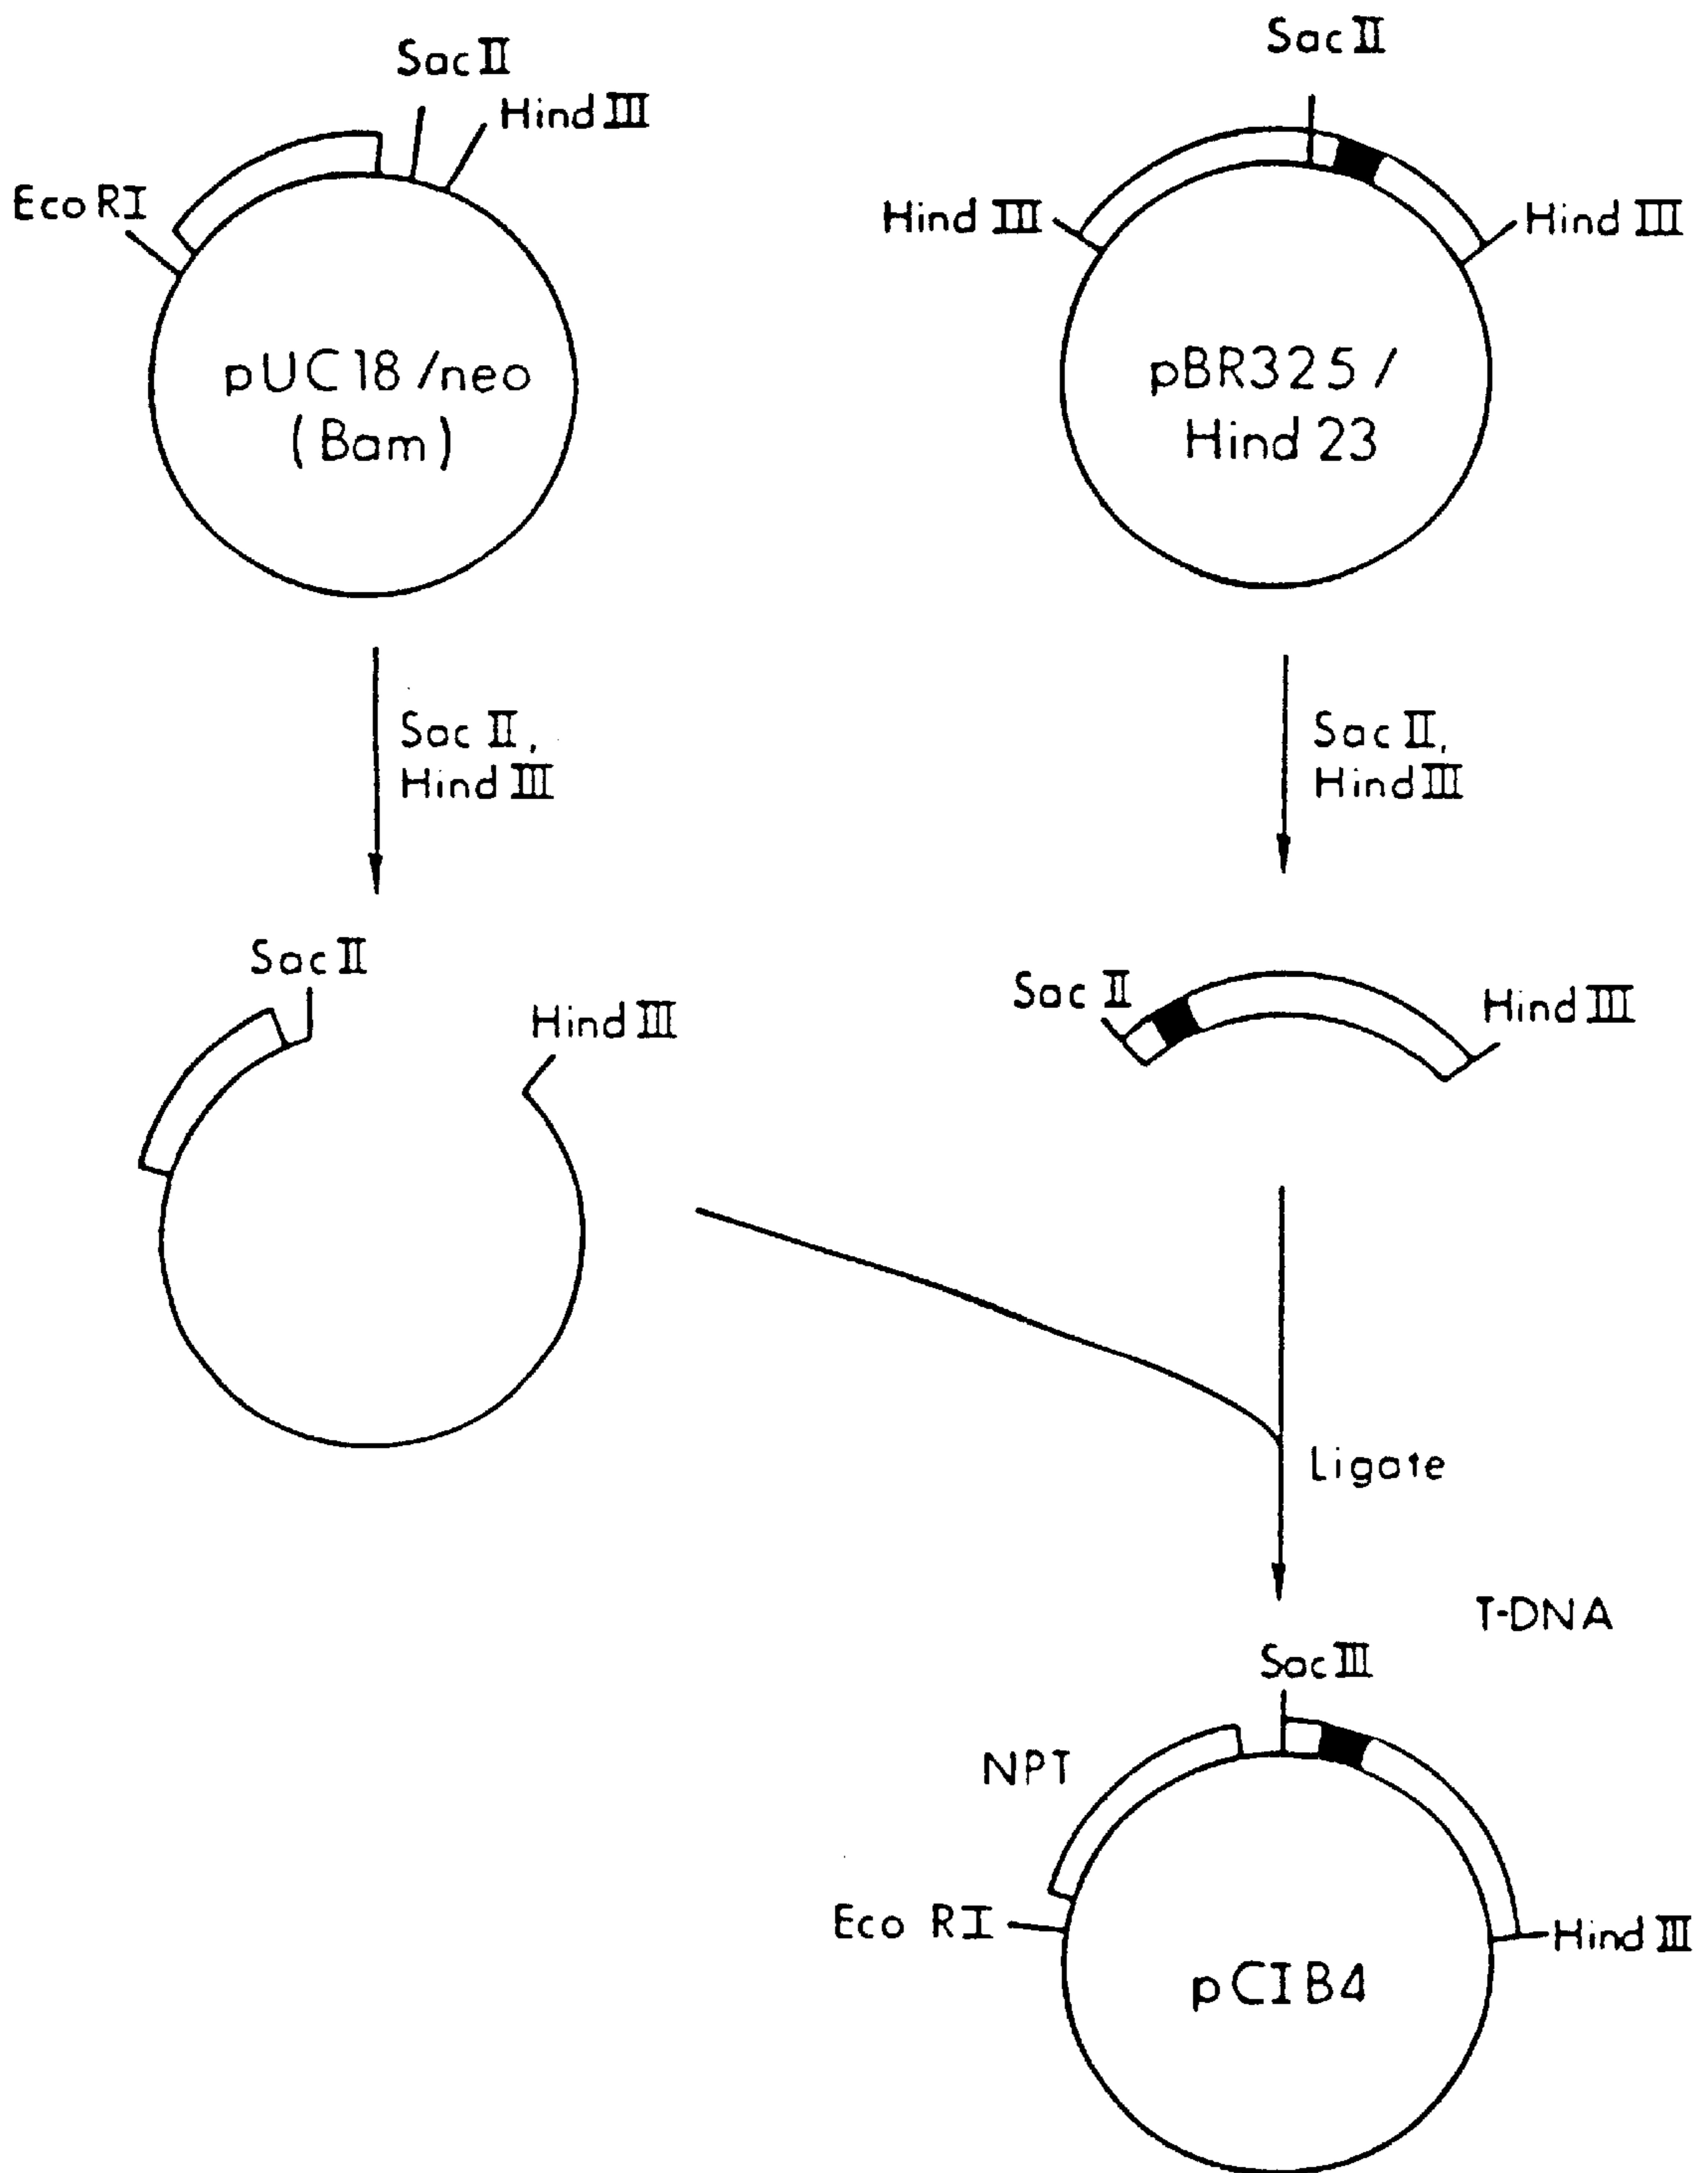 Sac II
Hind III
Eco RI
pUC18/neo
(Bam)
Sac II
Hind III
Hind III
pBR325/
Hind 23
Sac II,
Hind III
Sac II,
Hind III
Sac II
Hind III
Sac II
Hind III
Ligate
T-DNA
Sac III
NPT
Eco RI
Hind III
pCIB4